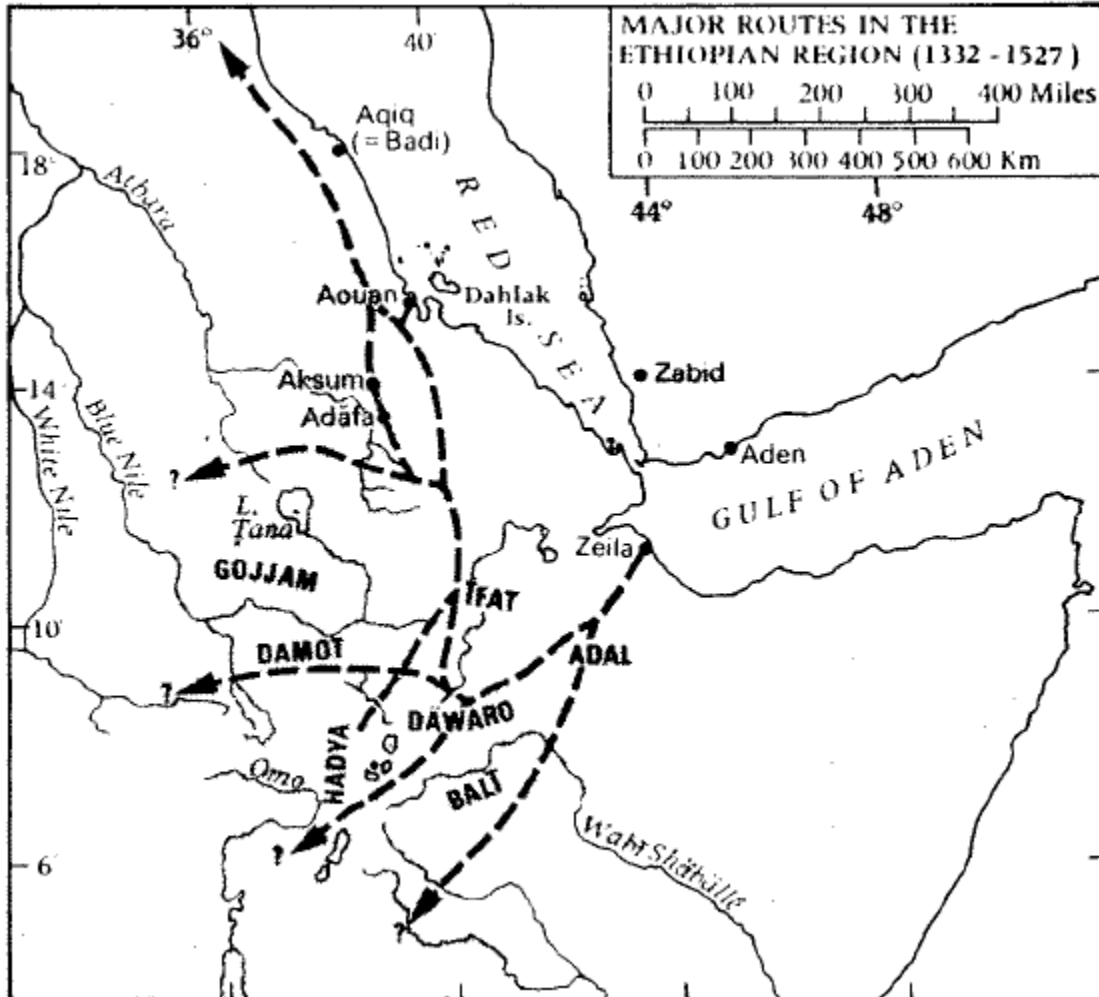 MAJOR ROUTES IN THE
ETHIOPIAN REGION (1332 - 1527)
0 100 200 300 400 Miles
0 100 200 300 400 500 600 Km
36° 40°
44° 48°
18°
14°
10°
6°
Aqiq
(= Badi)
Atbara
RED SEA
Aouan
Dahlak
Is.
Aksum
Adäfa
Zabid
Aden
White Nile
Blue Nile
?
L.
Tana
GULF OF ADEN
Zeila
GOJJAM
IFAT
DAMOT
ADAL
?
DÄWARO
HADYA
Omo
BALI
Wabi Shäbälle
?
?